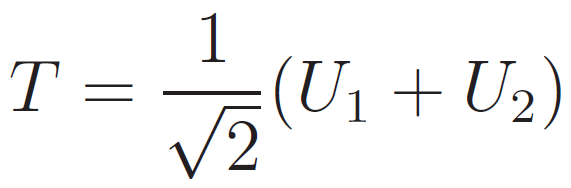 T = \frac{1}{\sqrt{2}}(U_1 + U_2)